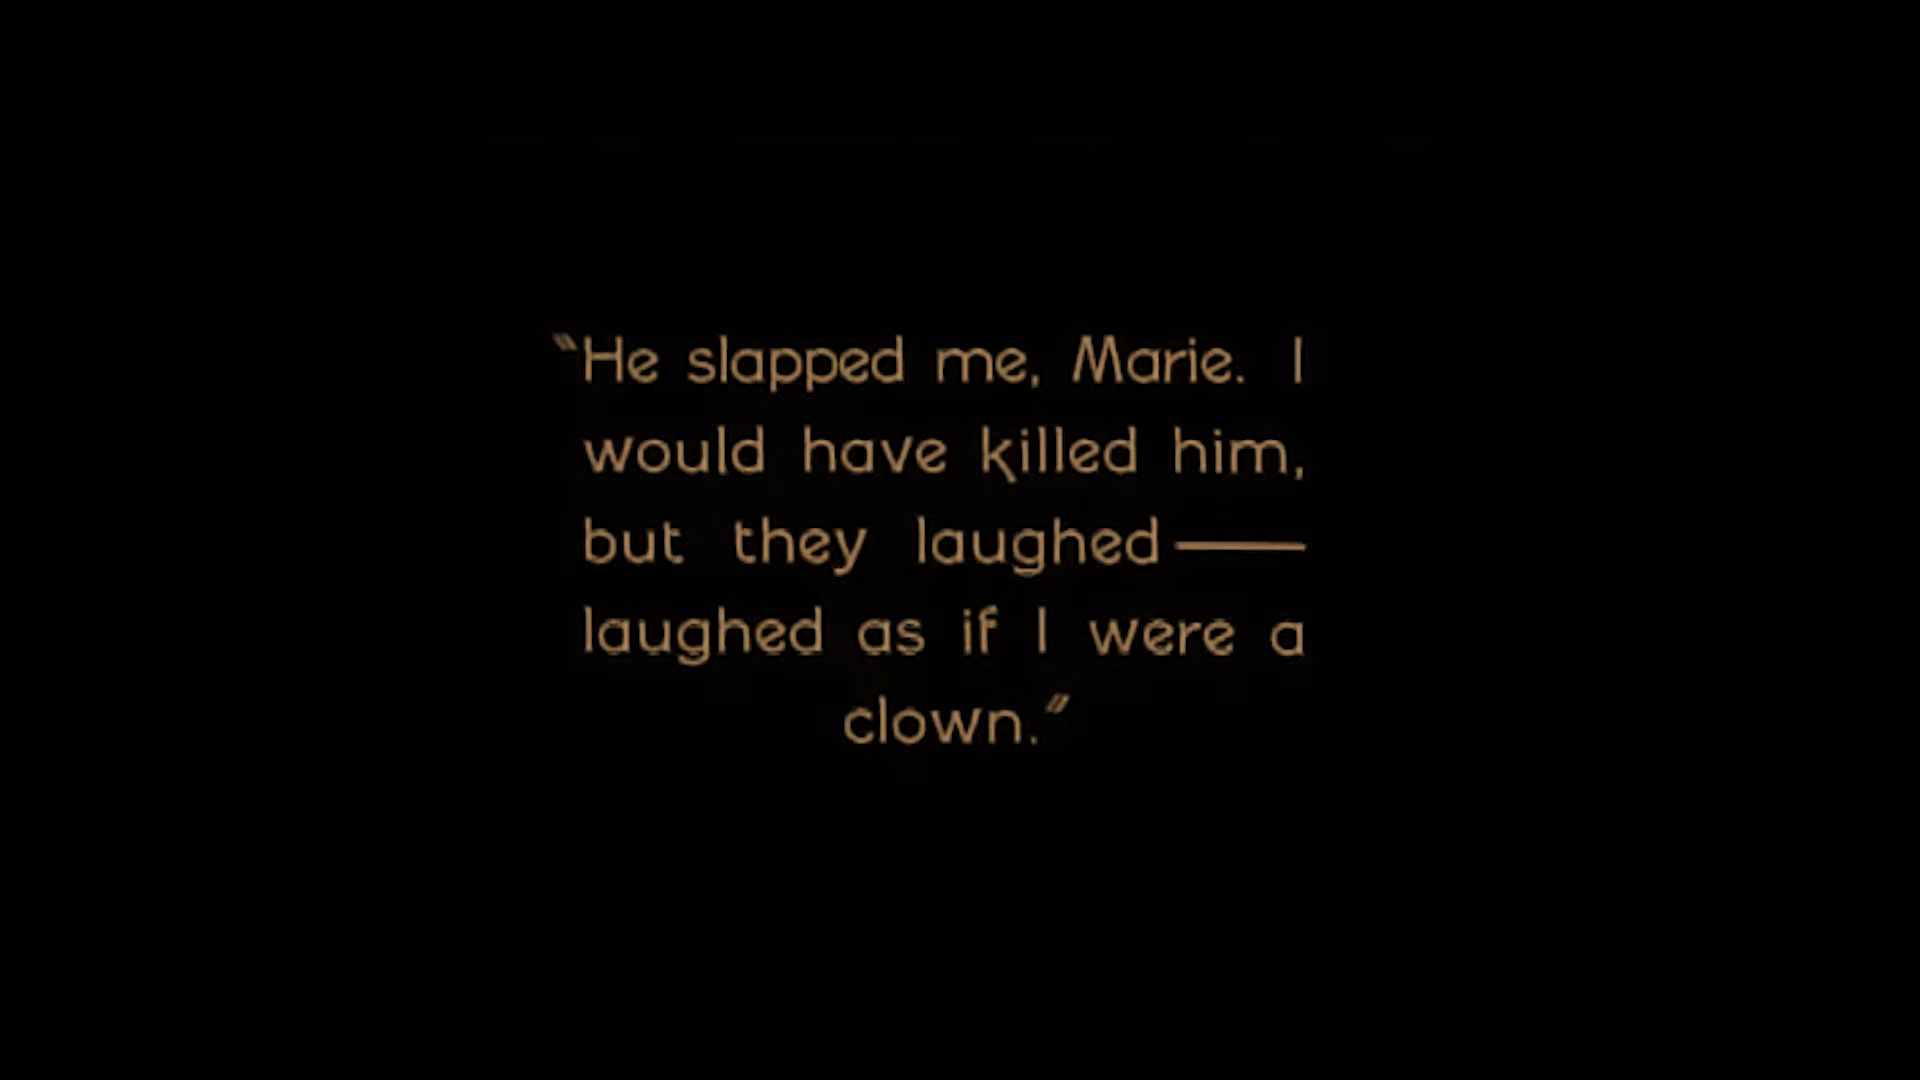 “He slapped me, Marie. I
would have killed him,
but they laughed——
laughed as if I were a
clown.”